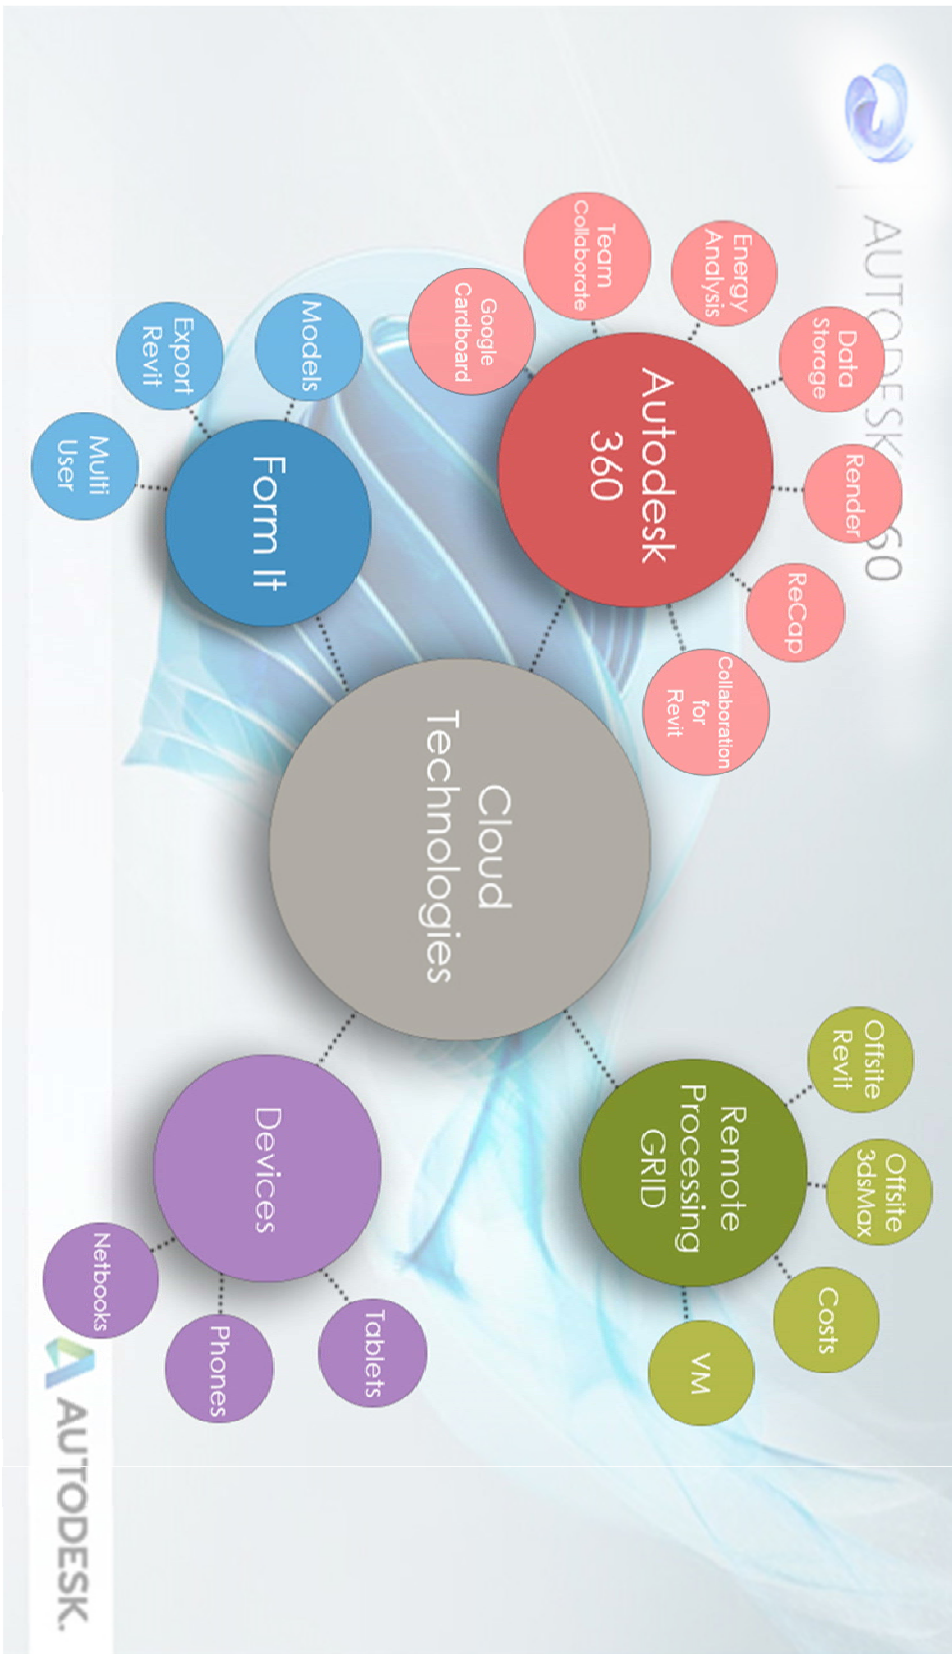 AUTODESK 360
Team
Collaborate
Energy
Analysis
Data
Storage
Render
ReCap
Collaboration
for
Revit
Google
Cardboard
Autodesk
360
Models
Export
Revit
Multi
User
Form It
Cloud
Technologies
Offsite
Revit
Offsite
3dsMax
Costs
VM
Remote
Processing
GRID
Devices
Tablets
Phones
Netbooks
AUTODESK.